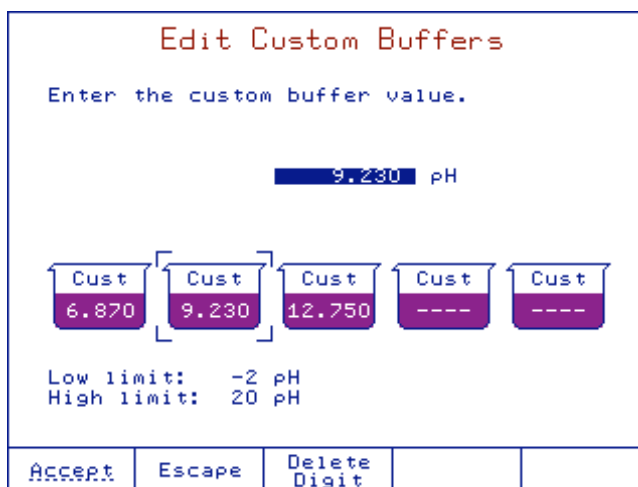 Edit Custom Buffers
Enter the custom buffer value.
9.230 pH
Cust Cust Cust Cust Cust
6.870 9.230 12.750 ---- ----
Low limit: -2 pH
High limit: 20 pH
Accept Escape Delete Digit